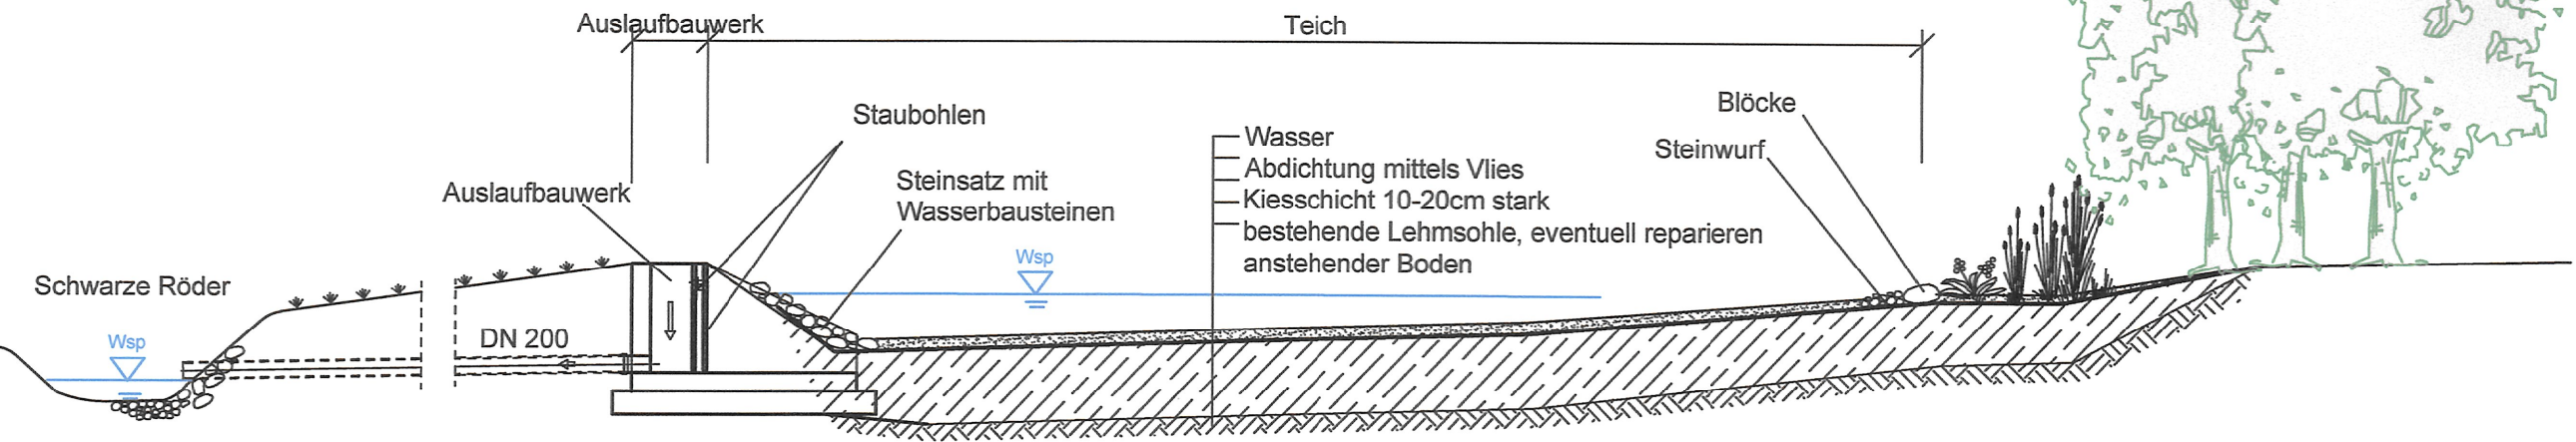 Auslaufbauwerk
Teich
Blöcke
Staubohlen
Wasser
Steinwurf
Abdichtung mittels Vlies
Steinsatz mit
Wasserbausteinen
Auslaufbauwerk
Kiesschicht 10-20cm stark
bestehende Lehmsohle, eventuell reparieren
anstehender Boden
Wsp
Schwarze Röder
DN 200
Wsp